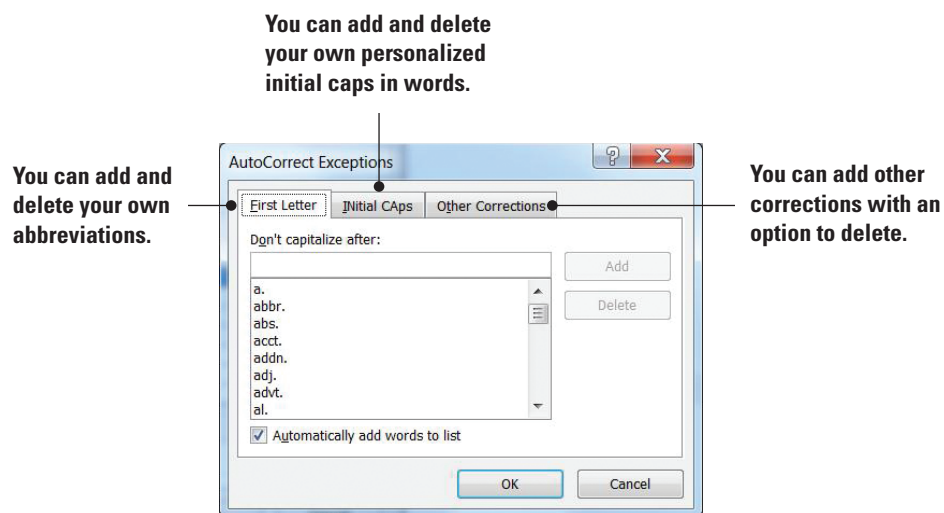 You can add and delete
your own personalized
initial caps in words.
You can add and
delete your own
abbreviations.
AutoCorrect Exceptions
?
X
First Letter
INitial CAps
Other Corrections
Don't capitalize after:
Add
Delete
a.
abbr.
abs.
acct.
addn.
adj.
advt.
al.
Automatically add words to list
OK
Cancel
You can add other
corrections with an
option to delete.